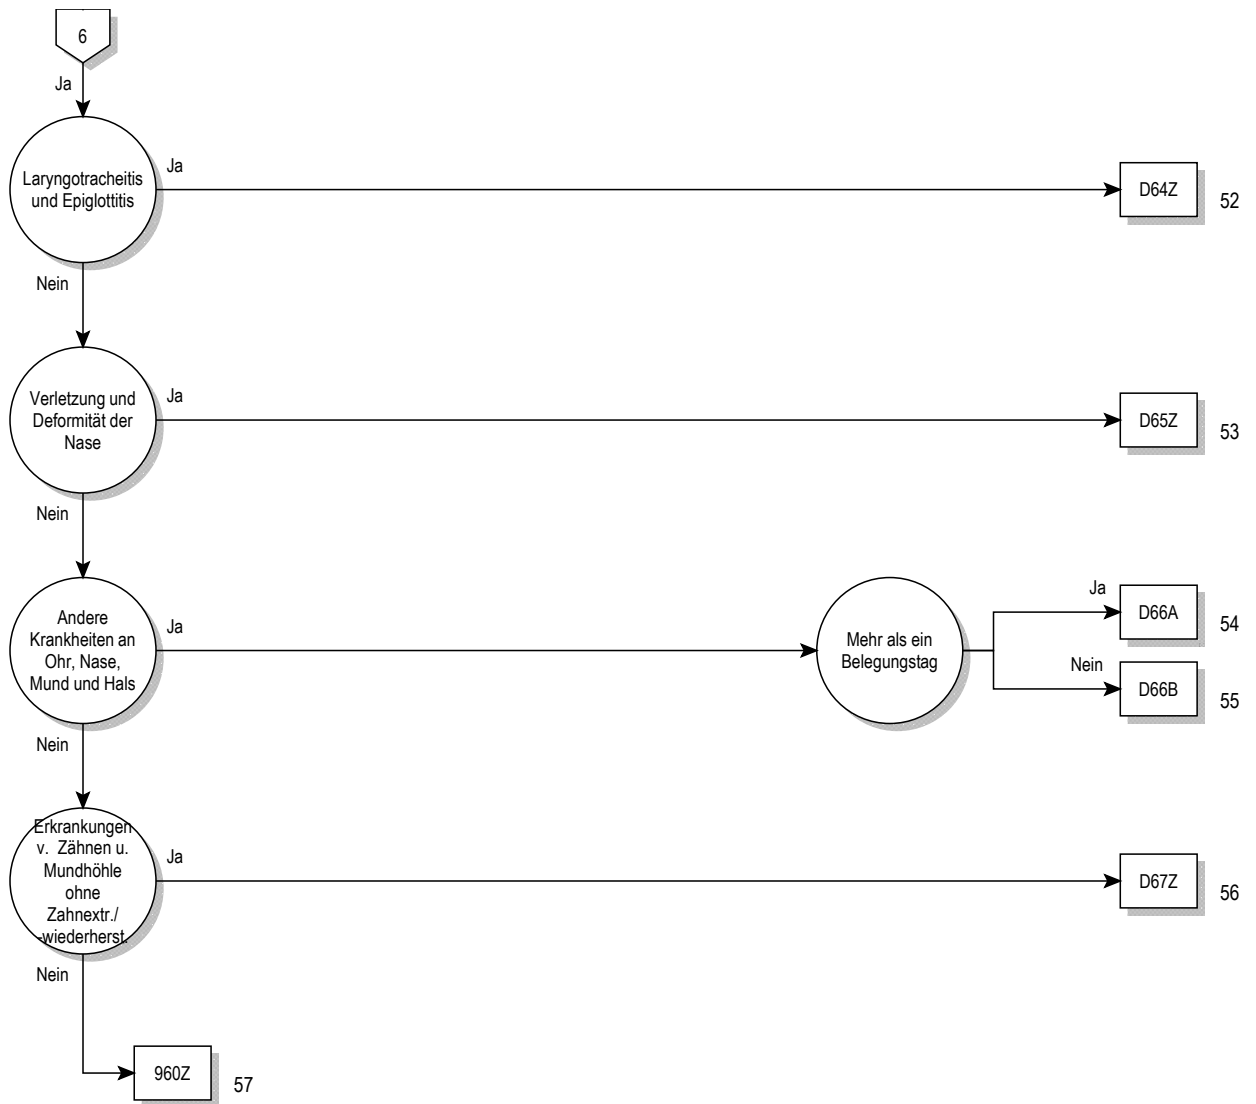 6
Ja
Laryngotracheitis
und Epiglottitis
Ja
D64Z
52
Nein
Verletzung und
Deformität der
Nase
Ja
D65Z
53
Nein
Andere
Krankheiten an
Ohr, Nase,
Mund und Hals
Ja
Mehr als ein
Belegungstag
Ja
D66A
54
Nein
D66B
55
Nein
Erkrankungen
v. Zähnen u.
Mundhöhle
ohne
Zahnextr./
-wiederherst.
Ja
D67Z
56
Nein
960Z
57